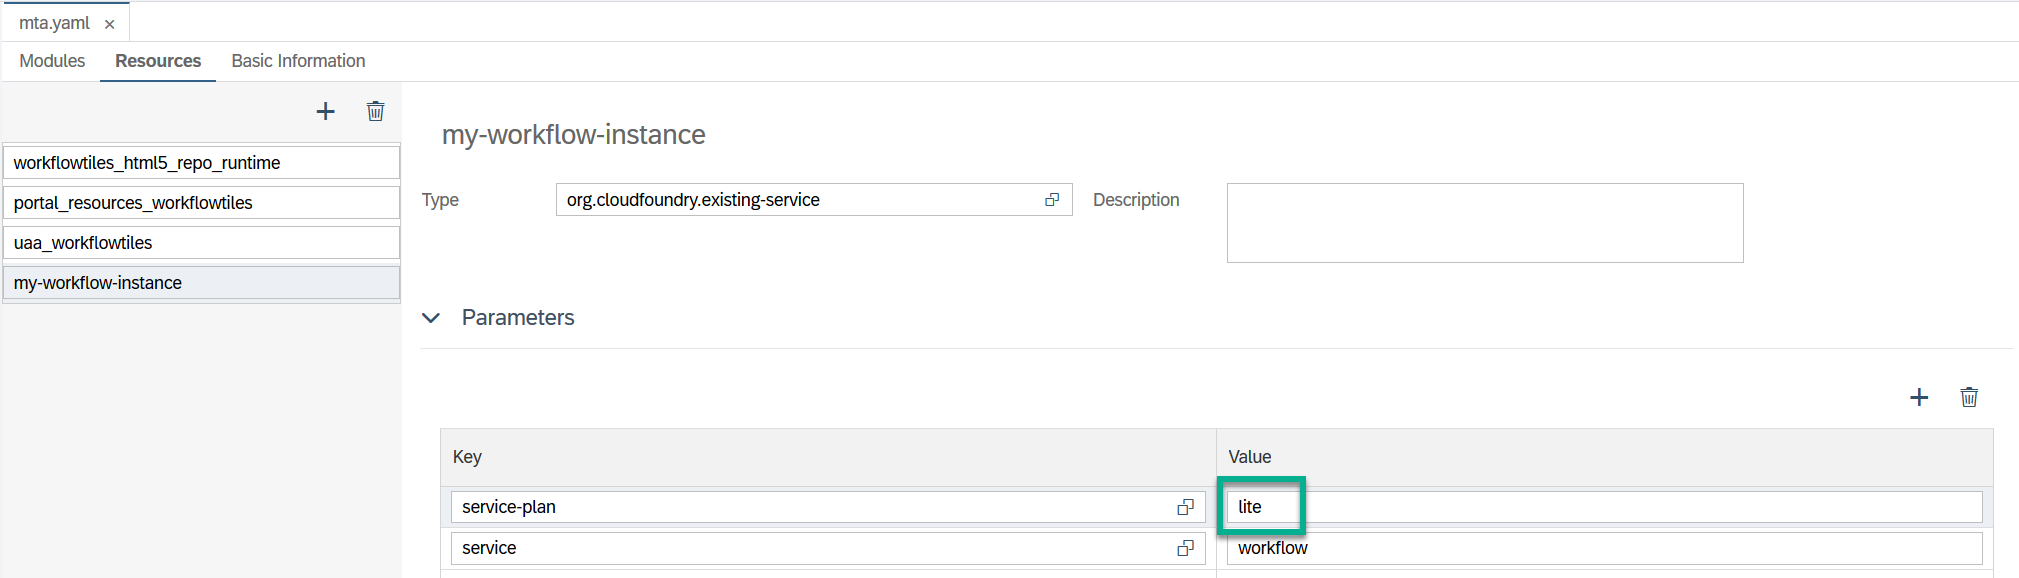 mta.yaml ×
Modules Resources Basic Information
workflowtiles_html5_repo_runtime
portal_resources_workflowtiles
uaa_workflowtiles
my-workflow-instance
my-workflow-instance
Type org.cloudfoundry.existing-service Description
Parameters
Key Value
service-plan lite
service workflow